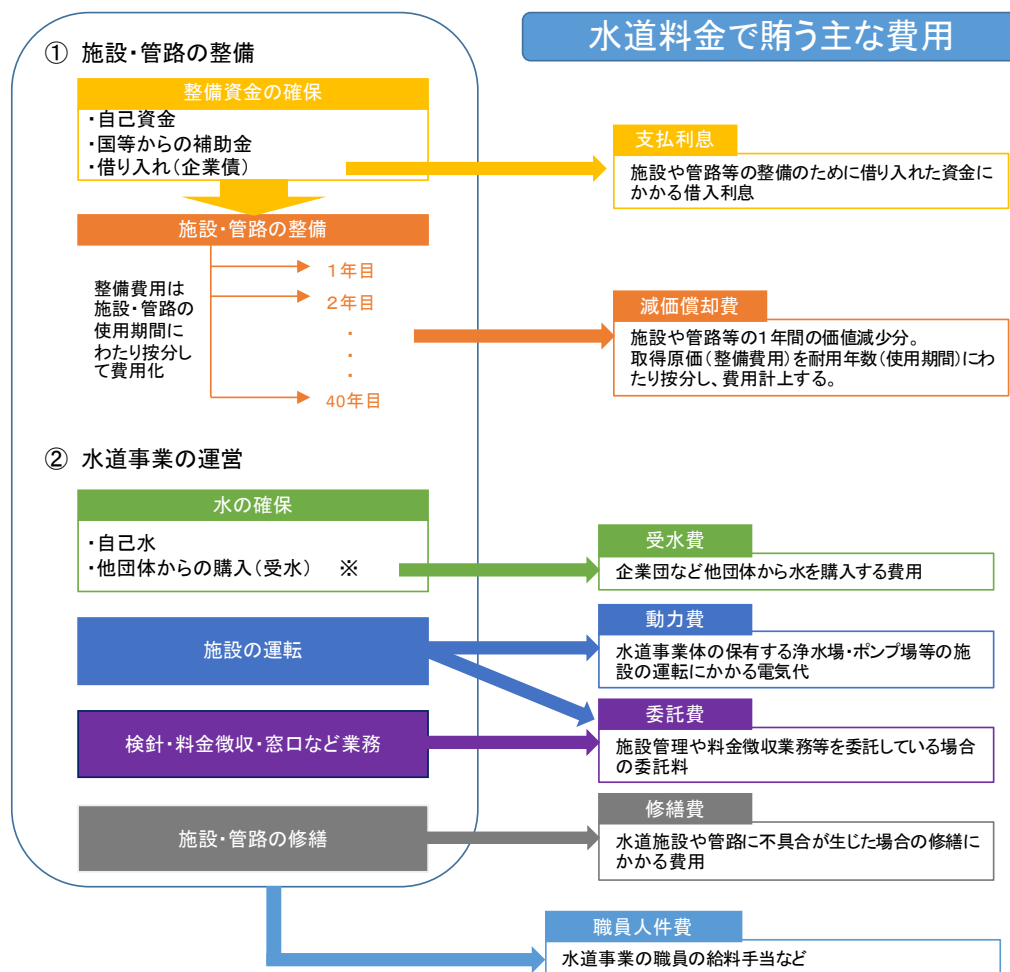 水道料金で賄う主な費用
① 施設・管路の整備
整備資金の確保
・自己資金
・国等からの補助金
・借り入れ(企業債)
支払利息
施設や管路等の整備のために借り入れた資金に
かかる借入利息
施設・管路の整備
整備費用は
施設・管路の
使用期間に
わたり按分し
て費用化
1年目
2年目
・
・
・
40年目
減価償却費
施設や管路等の1年間の価値減少分。
取得原価(整備費用)を耐用年数(使用期間)にわ
たり按分し、費用計上する。
② 水道事業の運営
水の確保
・自己水
・他団体からの購入(受水) ※
受水費
企業団など他団体から水を購入する費用
施設の運転
動力費
水道事業体の保有する浄水場・ポンプ場等の施
設の運転にかかる電気代
検針・料金徴収・窓口など業務
委託費
施設管理や料金徴収業務等を委託している場合
の委託料
施設・管路の修繕
修繕費
水道施設や管路に不具合が生じた場合の修繕に
かかる費用
職員人件費
水道事業の職員の給料手当など